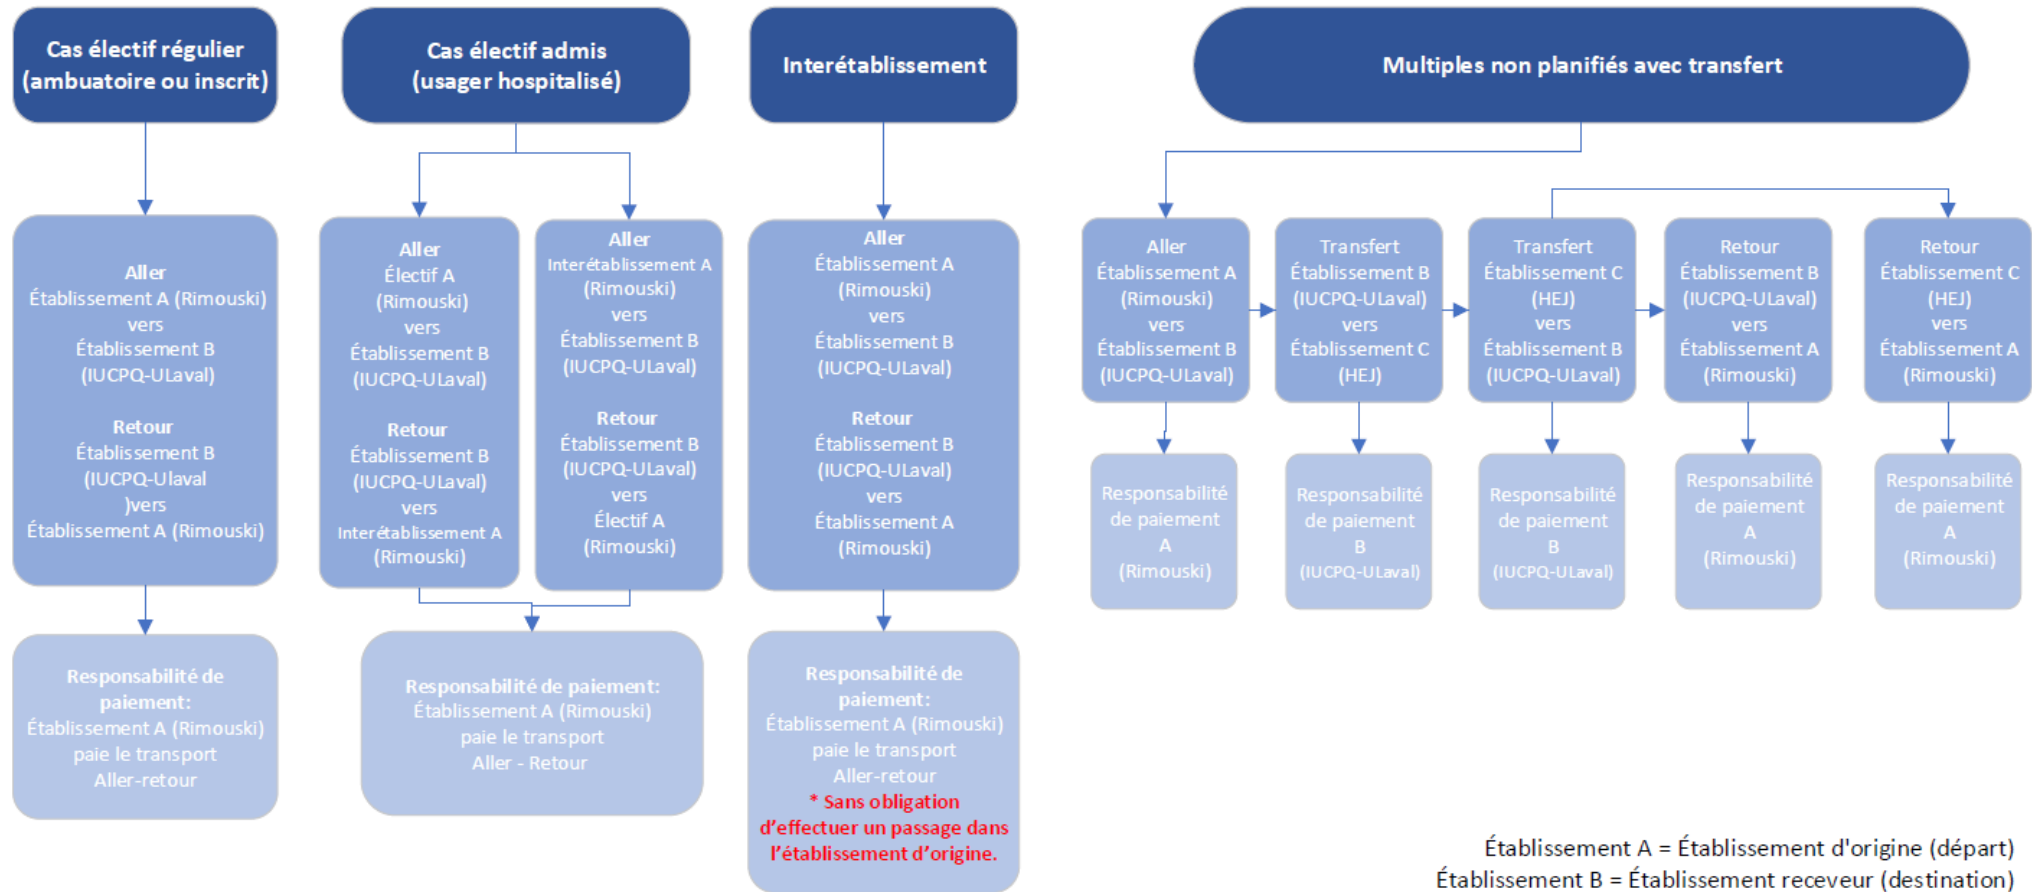 Cas électif régulier
(ambuatoire ou inscrit)
Aller
Établissement A (Rimouski)
vers
Établissement B
(IUCPQ-ULaval)
Retour
Établissement B
(IUCPQ-Ulaval
)vers
Établissement A (Rimouski)
Responsabilité de
paiement:
Établissement A (Rimouski)
paie le transport
Aller-retour
Cas électif admis
(usager hospitalisé)
Aller
Électif A
(Rimouski)
vers
Établissement B
(IUCPQ-ULaval)
Retour
Établissement B
(IUCPQ-ULaval)
vers
Interétablissement A
(Rimouski)
Aller
Interétablissement A
(Rimouski)
vers
Établissement B
(IUCPQ-ULaval)
Retour
Établissement B
(IUCPQ-ULaval)
vers
Électif A
(Rimouski)
Responsabilité de paiement:
Établissement A (Rimouski)
paie le transport
Aller - Retour
Interétablissement
Aller
Établissement A
(Rimouski)
vers
Établissement B
(IUCPQ-ULaval)
Retour
Établissement B
(IUCPQ-ULaval)
vers
Établissement A
(Rimouski)
Responsabilité de
paiement:
Établissement A (Rimouski)
paie le transport
Aller-retour
* Sans obligation
d’effectuer un passage dans
l’établissement d’origine.
Multiples non planifiés avec transfert
Aller
Établissement A
(Rimouski)
vers
Établissement B
(IUCPQ-ULaval)
Responsabilité
de paiement
A
(Rimouski)
Transfert
Établissement B
(IUCPQ-ULaval)
vers
Établissement C
(HEJ)
Responsabilité
de paiement
B
(IUCPQ-ULaval)
Transfert
Établissement C
(HEJ)
vers
Établissement B
(IUCPQ-ULaval)
Responsabilité
de paiement
B
(IUCPQ-ULaval)
Retour
Établissement B
(IUCPQ-ULaval)
vers
Établissement A
(Rimouski)
Responsabilité
de paiement
A
(Rimouski)
Retour
Établissement C
(HEJ)
vers
Établissement A
(Rimouski)
Responsabilité
de paiement
A
(Rimouski)
Établissement A = Établissement d'origine (départ)
Établissement B = Établissement receveur (destination)